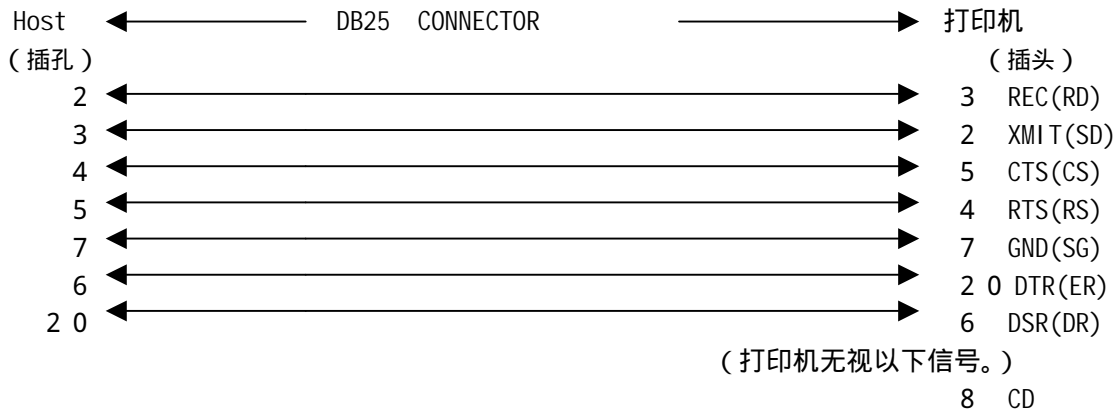 Host DB25 CONNECTOR 打印机
（插孔） （插头）
2 3 REC(RD)
3 2 XMIT(SD)
4 5 CTS(CS)
5 4 RTS(RS)
7 7 GND(SG)
6 20 DTR(ER)
20 6 DSR(DR)
（打印机无视以下信号。）
8 CD